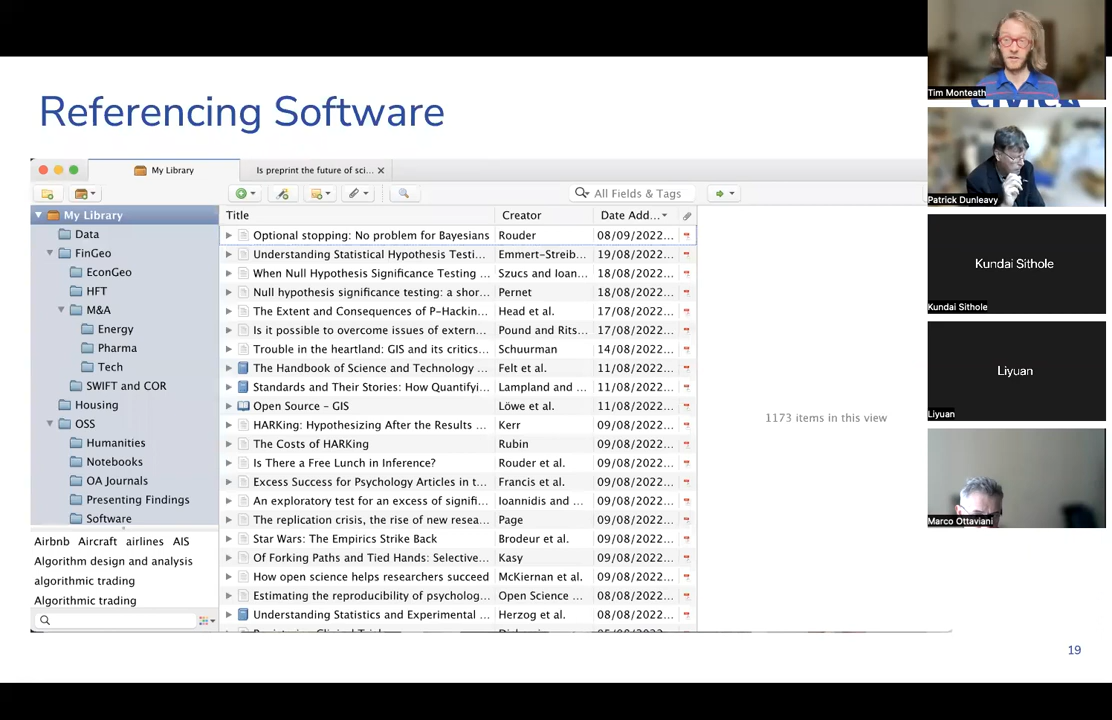 Referencing Software
My Library
Is preprint the future of sci...
All Fields & Tags
My Library
Data
FinGeo
EconGeo
HFT
M&A
Energy
Pharma
Tech
SWIFT and COR
Housing
OSS
Humanities
Notebooks
OA Journals
Presenting Findings
Software
Airbnb Aircraft airlines AIS
Algorithm design and analysis
algorithmic trading
Algorithmic trading
Title Creator Date Add...
Optional stopping: No problem for Bayesians Rouder 08/09/2022...
Understanding Statistical Hypothesis Testi... Emmert-Streib... 19/08/2022...
When Null Hypothesis Significance Testing ... Szucs and Ioan... 18/08/2022...
Null hypothesis significance testing: a shor... Pernet 18/08/2022...
The Extent and Consequences of P-Hackin... Head et al. 17/08/2022...
Is it possible to overcome issues of extern... Pound and Rits... 17/08/2022...
Trouble in the heartland: GIS and its critics... Schuurman 14/08/2022...
The Handbook of Science and Technology ... Felt et al. 11/08/2022...
Standards and Their Stories: How Quantifyi... Lampland and ... 11/08/2022...
Open Source – GIS Löwe et al. 11/08/2022...
HARKing: Hypothesizing After the Results ... Kerr 09/08/2022...
The Costs of HARKing Rubin 09/08/2022...
Is There a Free Lunch in Inference? Rouder et al. 09/08/2022...
Excess Success for Psychology Articles in t... Francis et al. 09/08/2022...
An exploratory test for an excess of signifi... Ioannidis and ... 09/08/2022...
The replication crisis, the rise of new resea... Page 09/08/2022...
Star Wars: The Empirics Strike Back Brodeur et al. 09/08/2022...
Of Forking Paths and Tied Hands: Selective... Kasy 09/08/2022...
How open science helps researchers succeed McKiernan et al. 09/08/2022...
Estimating the reproducibility of psycholog... Open Science ... 08/08/2022...
Understanding Statistics and Experimental ... Herzog et al. 08/08/2022...
1173 items in this view
19
Tim Monteath
Patrick Dunleavy
Kundai Sithole
Kundai Sithole
Liyuan
Liyuan
Marco Ottaviani